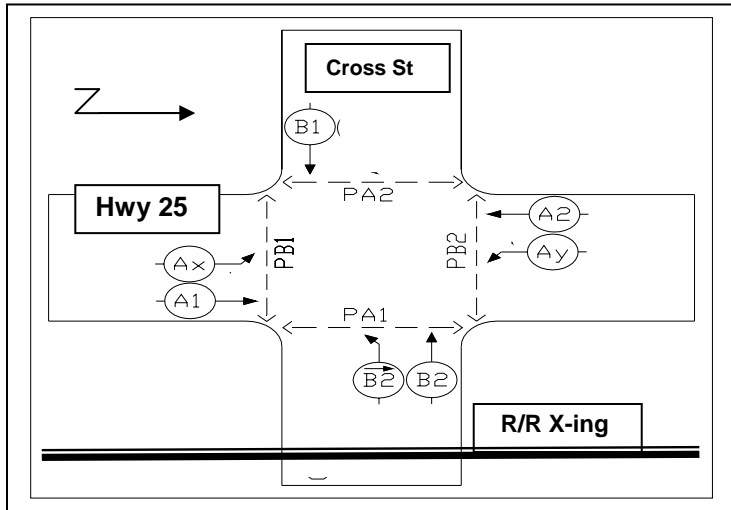 Cross St
Z
B1
PA2
Hwy 25
A2
PB1
PB2
Ay
Ax
A1
PA1
B2
B2
R/R X-ing